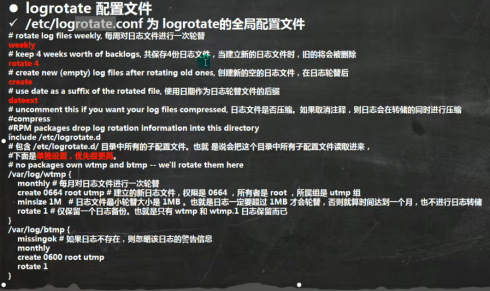 ● logrotate 配置文件
✓ /etc/logrotate.conf 为 logrotate的全局配置文件
# rotate log files weekly, 每周对日志文件进行一次轮替
weekly
# keep 4 weeks worth of backlogs, 共保存4份日志文件，当建立新的日志文件时，旧的将会被删除
rotate 4
# create new (empty) log files after rotating old ones, 创建新的空的日志文件，在日志轮替后
create
# use date as a suffix of the rotated file, 使用日期作为日志轮替文件的后缀
dateext
# uncomment this if you want your log files compressed, 日志文件是否压缩。如果取消注释，则日志会在转储的同时进行压缩
#compress
#RPM packages drop log rotation information into this directory
include /etc/logrotate.d
# 包含 /etc/logrotate.d/ 目录中所有的子配置文件。也就 是说会把这个目录中所有子配置文件读取进来，
#下面是单独设置，优先级更高。
# no packages own wtmp and btmp -- we'll rotate them here
/var/log/wtmp {
monthly # 每月对日志文件进行一次轮替
create 0664 root utmp # 建立的新日志文件，权限是 0664 ，所有者是 root ，所属组是 utmp 组
minsize 1M # 日志文件最小轮替大小是 1MB 。也就是日志一定要超过 1MB 才会轮替，否则就算时间达到一个月，也不进行日志转储
rotate 1 # 仅保留一个日志备份。也就是只有 wtmp 和 wtmp.1 日志保留而已
}
/var/log/btmp {
missingok # 如果日志不存在，则忽略该日志的警告信息
monthly
create 0600 root utmp
rotate 1
}